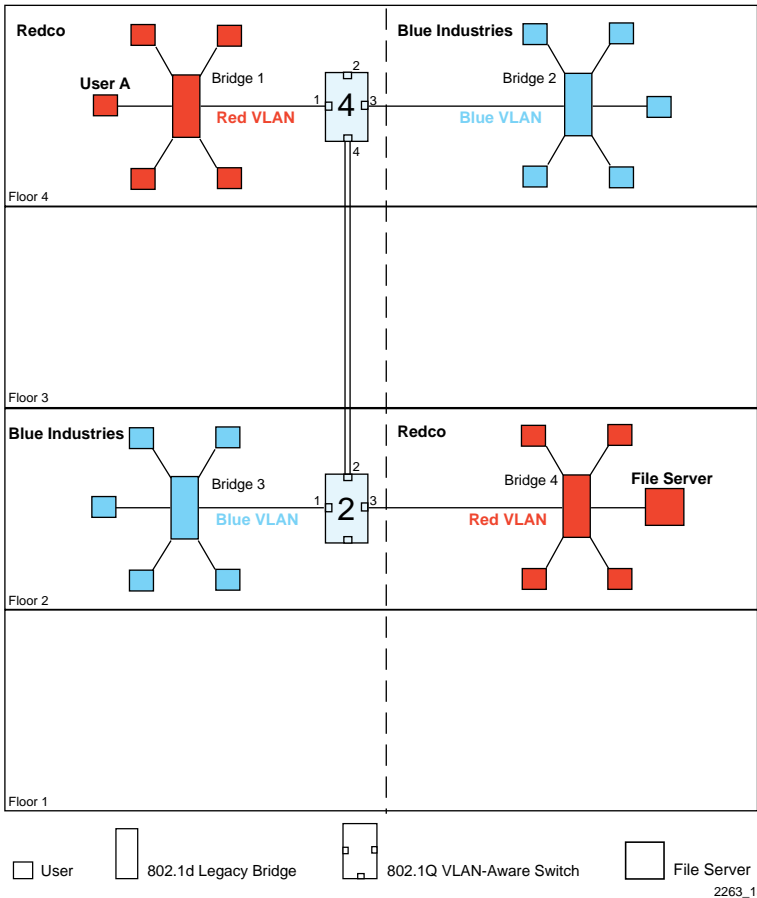 Redco
Blue Industries
User A
Bridge 1
Bridge 2
2
1
4
3
Red VLAN
Blue VLAN
4
Floor 4
Floor 3
Blue Industries
Redco
Bridge 3
Bridge 4
File Server
2
1
2
3
Blue VLAN
Red VLAN
Floor 2
Floor 1
User
802.1d Legacy Bridge
802.1Q VLAN-Aware Switch
File Server
2263_1